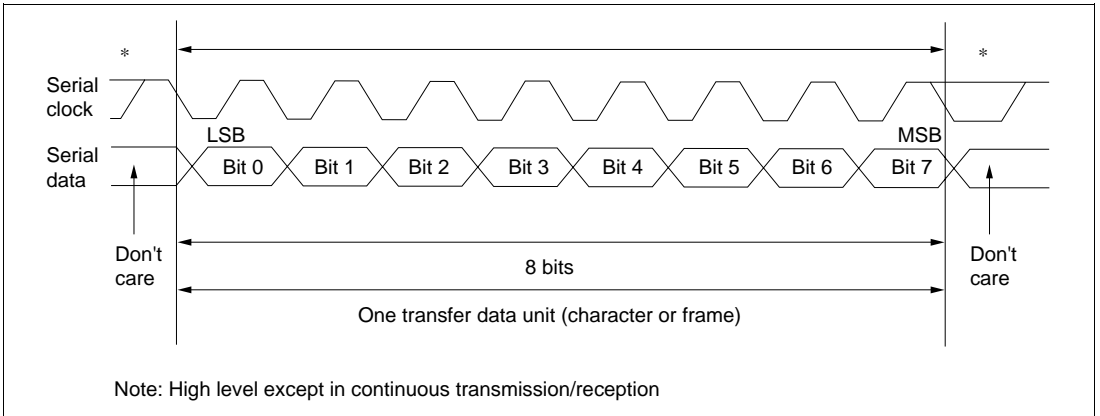 * *
Serial
clock
LSB MSB
Serial
data
Bit 0 Bit 1 Bit 2 Bit 3 Bit 4 Bit 5 Bit 6 Bit 7
Don't
care
Don't
care
8 bits
One transfer data unit (character or frame)
Note: High level except in continuous transmission/reception